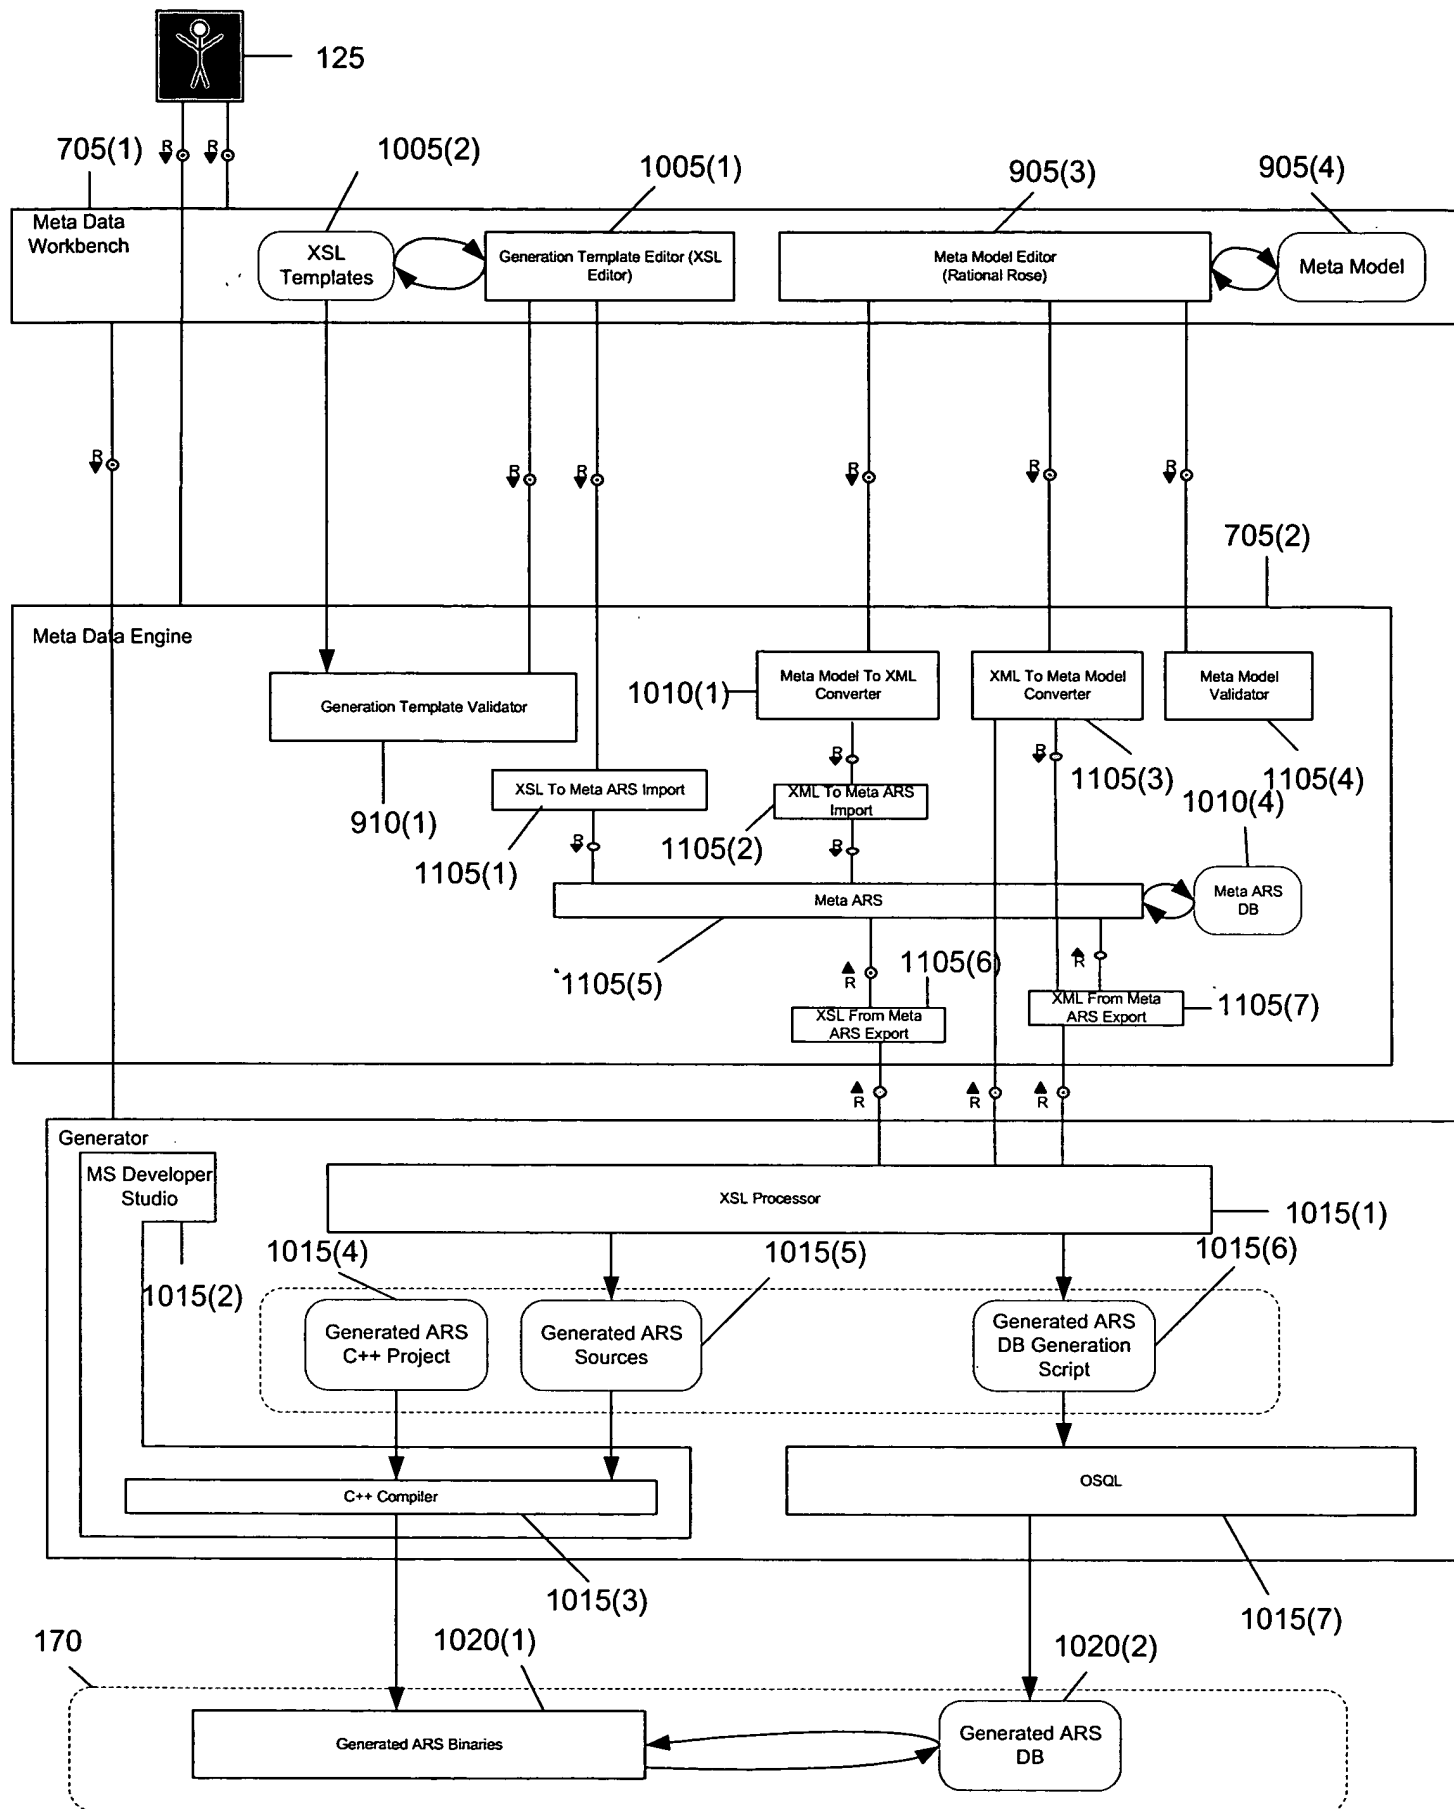 125
705(1)
R
R
1005(2)
1005(1)
905(3)
905(4)
Meta Data
Workbench
XSL
Templates
Generation Template Editor (XSL
Editor)
Meta Model Editor
(Rational Rose)
Meta Model
R
R
R
R
R
R
705(2)
Meta Data Engine
Generation Template Validator
1010(1)
Meta Model To XML
Converter
XML To Meta Model
Converter
Meta Model
Validator
910(1)
XSL To Meta ARS Import
1105(1)
R
XML To Meta ARS
Import
1105(2)
R
1105(3)
1105(4)
1010(4)
R
R
Meta ARS
Meta ARS
DB
1105(5)
R
1105(6)
R
XSL From Meta
ARS Export
XML From Meta
ARS Export
1105(7)
R
R
R
Generator
MS Developer
Studio
XSL Processor
1015(1)
1015(2)
1015(4)
1015(5)
1015(6)
Generated ARS
C++ Project
Generated ARS
Sources
Generated ARS
DB Generation
Script
C++ Compiler
OSQL
1015(3)
1015(7)
170
1020(1)
1020(2)
Generated ARS Binaries
Generated ARS
DB